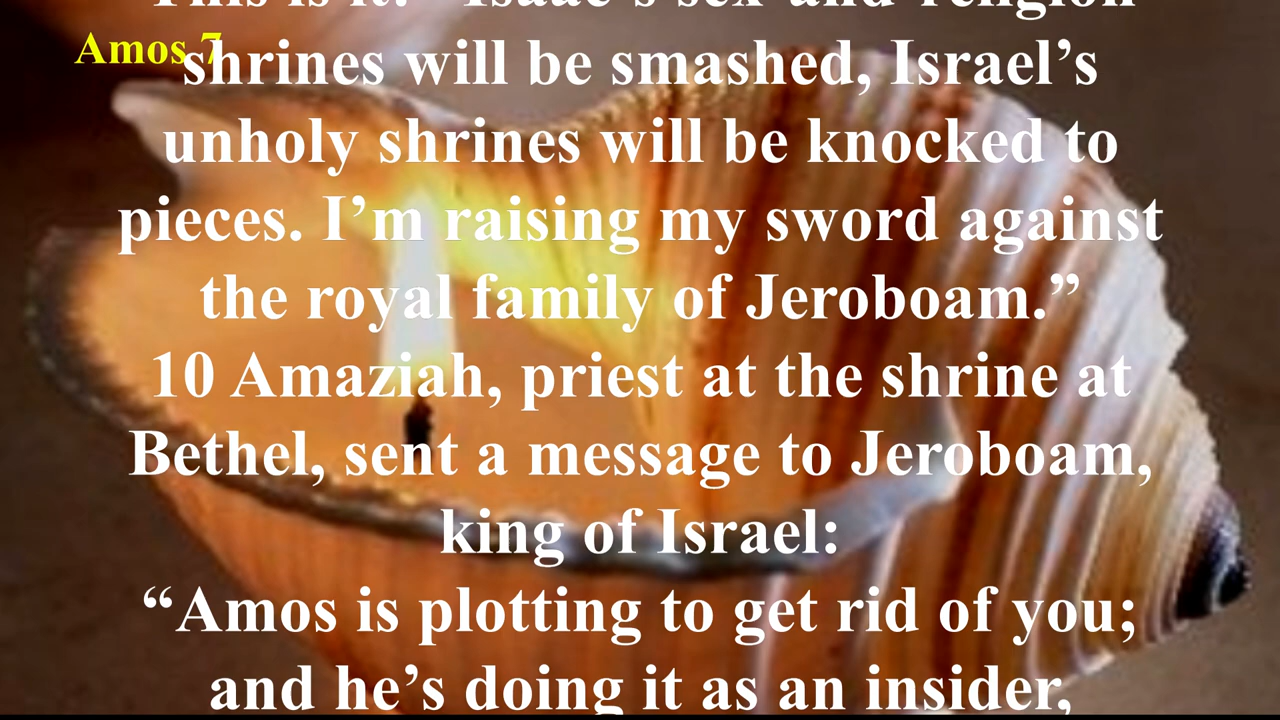 This is it! “Isaac’s sex-and-religion
Amos 7
shrines will be smashed, Israel’s
unholy shrines will be knocked to
pieces. I’m raising my sword against
the royal family of Jeroboam.”
10 Amaziah, priest at the shrine at
Bethel, sent a message to Jeroboam,
king of Israel:
“Amos is plotting to get rid of you;
and he’s doing it as an insider,